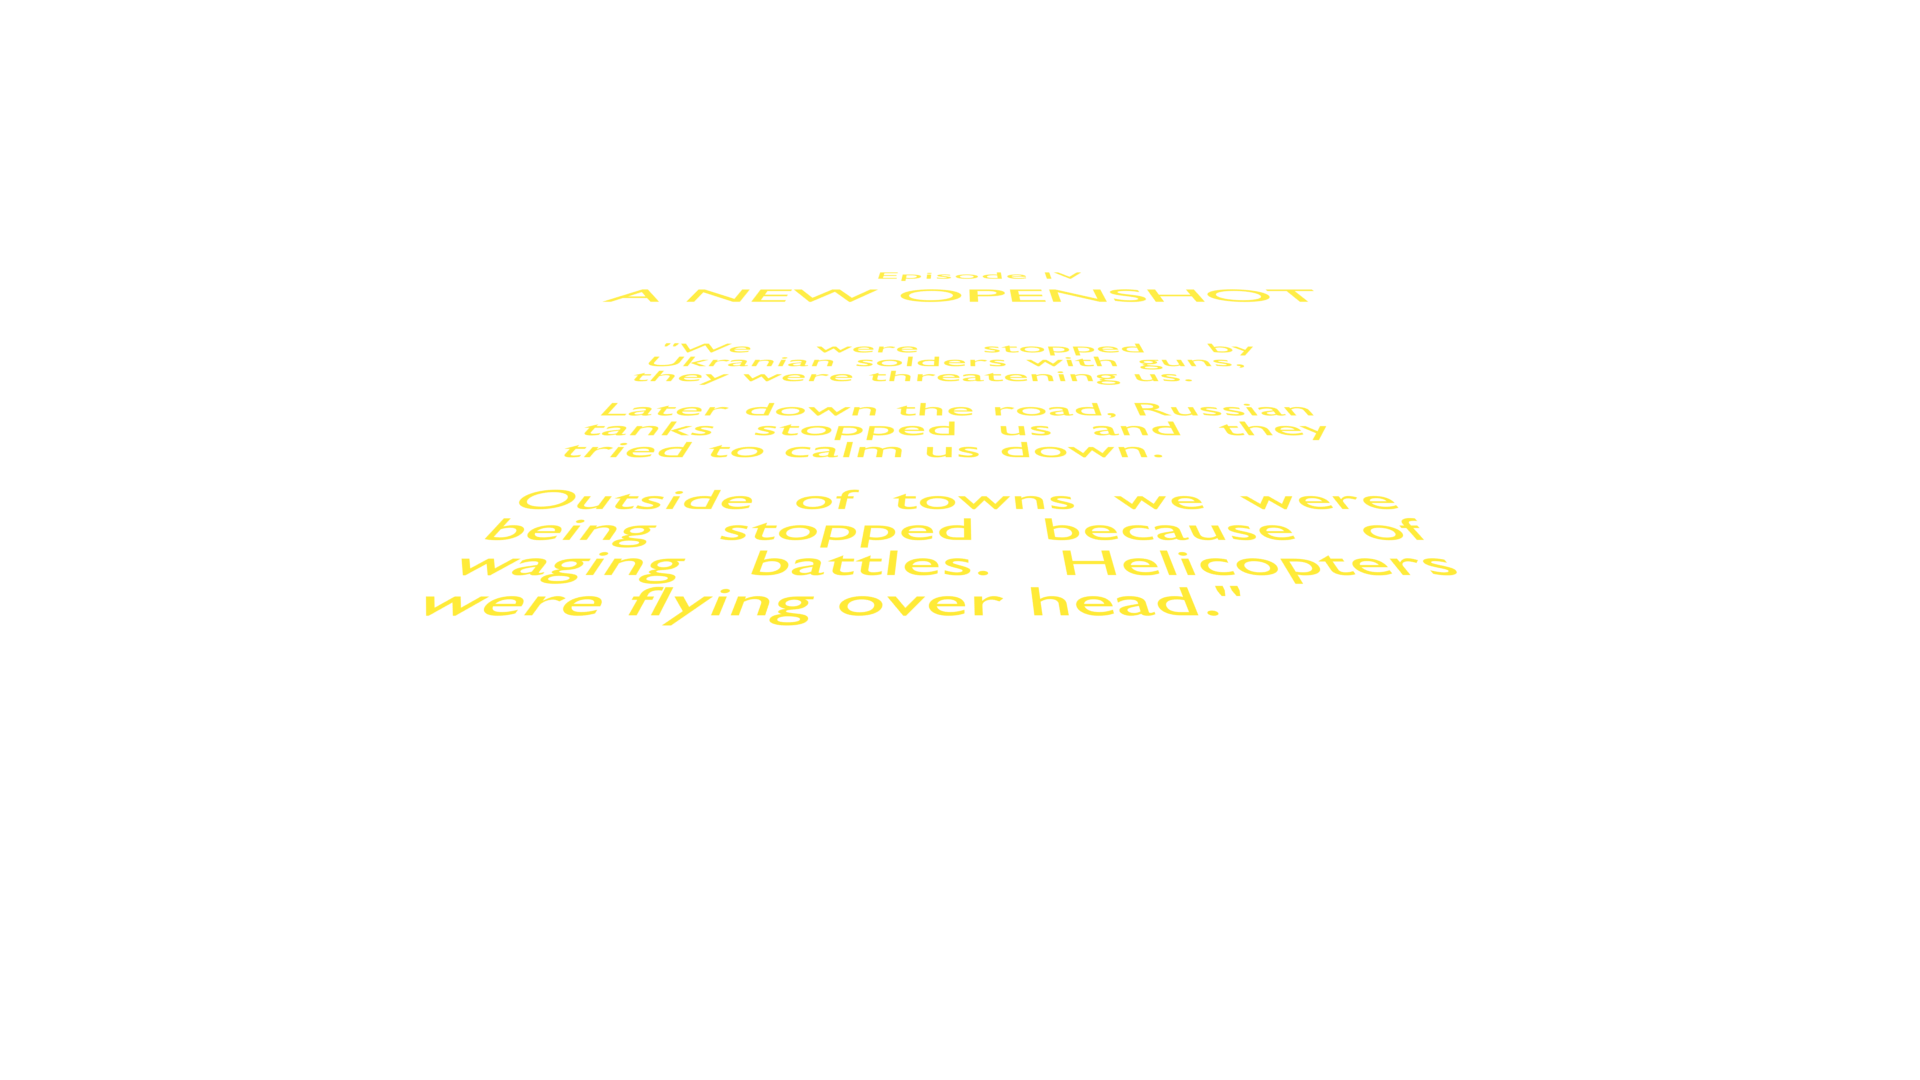 Episode IV
A NEW OPENSHOT
"We were stopped by
Ukranian solders with guns,
they were threatening us.
Later down the road, Russian
tanks stopped us and they
tried to calm us down.
Outside of towns we were
being stopped because of
waging battles. Helicopters
were flying over head."